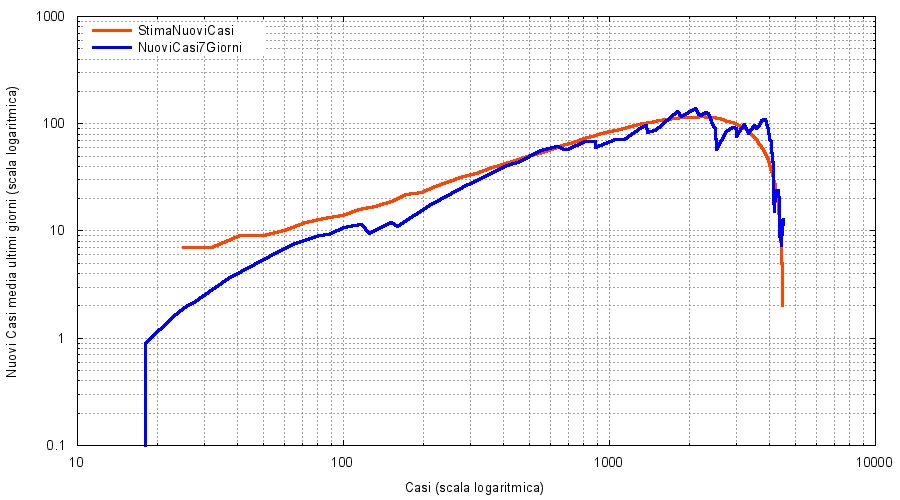 1000
StimaNuoviCasi
NuoviCasi7Giorni
100
10
1
0.1
10
100
1000
10000
Nuovi Casi media ultimi giorni (scala logaritmica)
Casi (scala logaritmica)